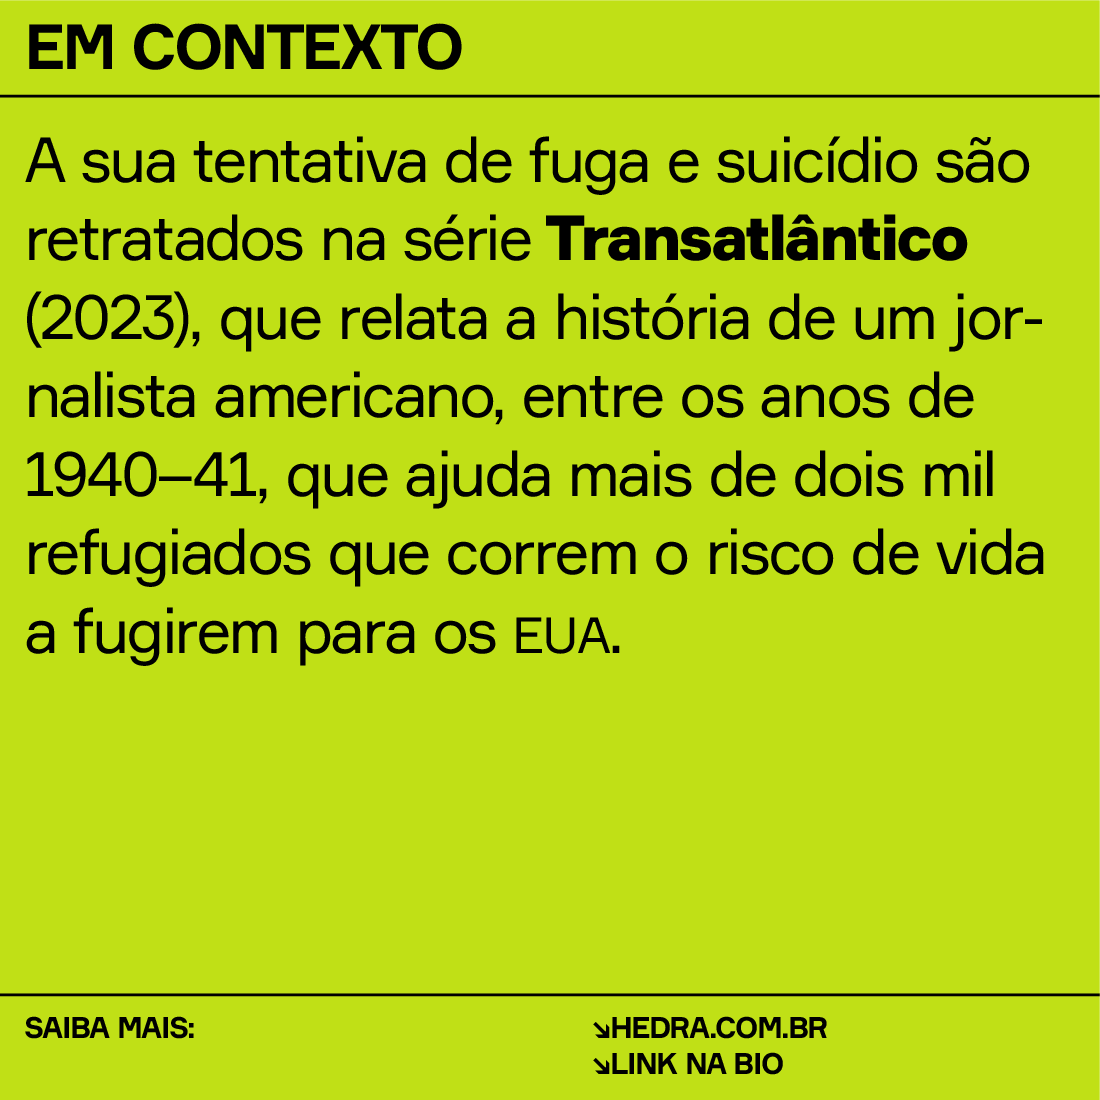 EM CONTEXTO
A sua tentativa de fuga e suicídio são
retratados na série Transatlântico
(2023), que relata a história de um jor-
nalista americano, entre os anos de
1940–41, que ajuda mais de dois mil
refugiados que correm o risco de vida
a fugirem para os EUA.
SAIBA MAIS:
↘HEDRA.COM.BR
↘LINK NA BIO